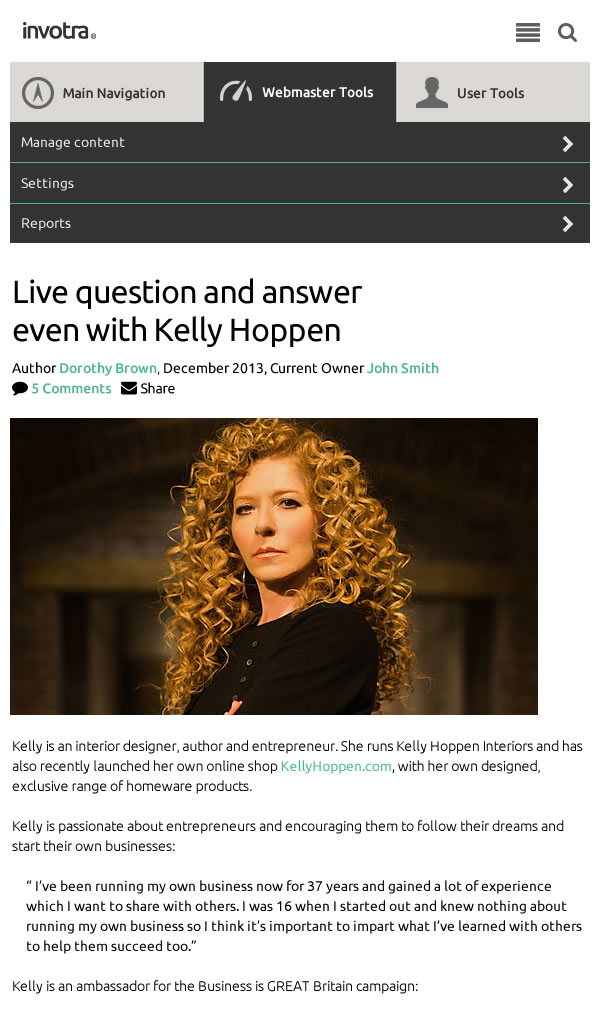 invotra®
Main Navigation
Webmaster Tools
User Tools
Manage content
Settings
Reports
Live question and answer
even with Kelly Hoppen
Author Dorothy Brown, December 2013, Current Owner John Smith
5 Comments Share
Kelly is an interior designer, author and entrepreneur. She runs Kelly Hoppen Interiors and has
also recently launched her own online shop KellyHoppen.com, with her own designed,
exclusive range of homeware products.
Kelly is passionate about entrepreneurs and encouraging them to follow their dreams and
start their own businesses:
“ I’ve been running my own business now for 37 years and gained a lot of experience
which I want to share with others. I was 16 when I started out and knew nothing about
running my own business so I think it’s important to impart what I’ve learned with others
to help them succeed too.”
Kelly is an ambassador for the Business is GREAT Britain campaign: